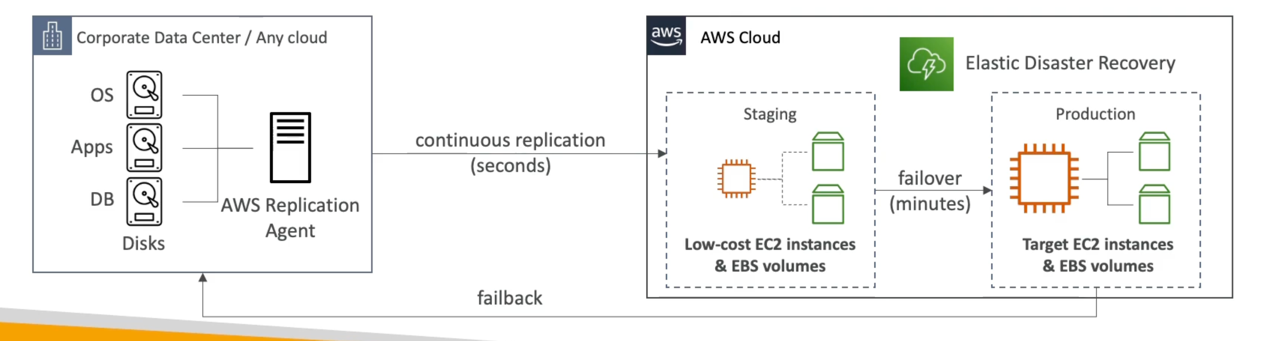 Corporate Data Center / Any cloud
OS
Apps
DB
Disks
AWS Replication
Agent
continuous replication
(seconds)
aws
AWS Cloud
Elastic Disaster Recovery
Staging
Low-cost EC2 instances
& EBS volumes
failover
(minutes)
Production
Target EC2 instances
& EBS volumes
failback